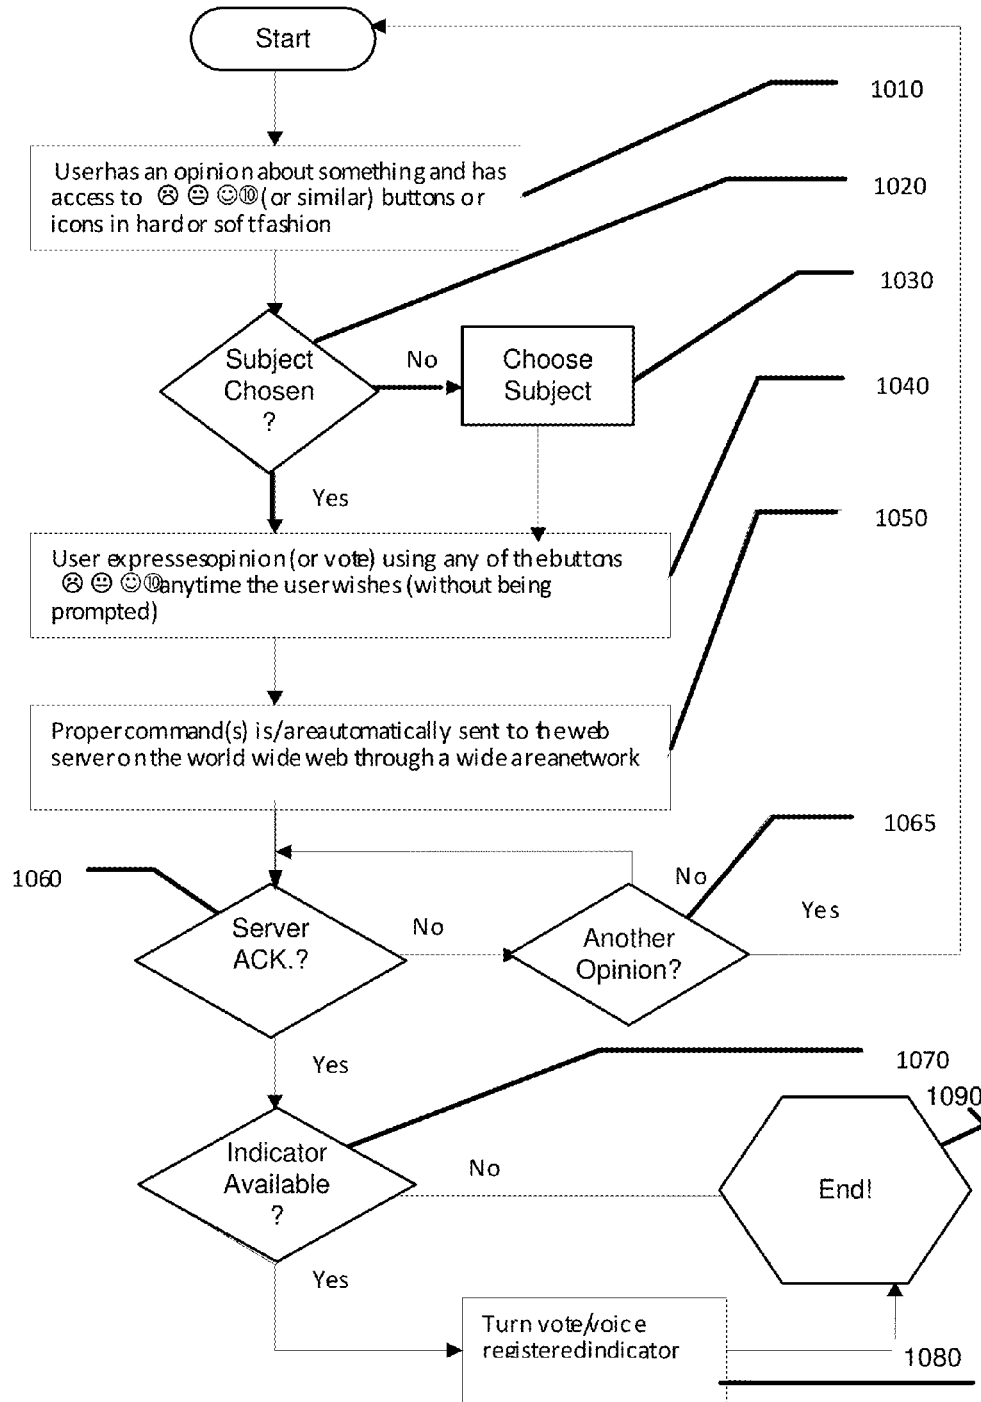 Start
1010
User has an opinion about something and has
access to ☹ 😐 ☺⑩ (or similar) buttons or
icons in hard or soft fashion
1020
1030
Subject
Chosen
?
No
Choose
Subject
1040
Yes
1050
User expresses opinion (or vote) using any of the buttons
☹ 😐 ☺⑩ anytime the user wishes (without being
prompted)
Proper command(s) is/are automatically sent to the web
server on the world wide web through a wide area network
1065
1060
No
Server
ACK.?
No
Another
Opinion?
Yes
Yes
1070
1090
Indicator
Available
?
No
End!
Yes
Turn vote/voice
registered indicator
1080